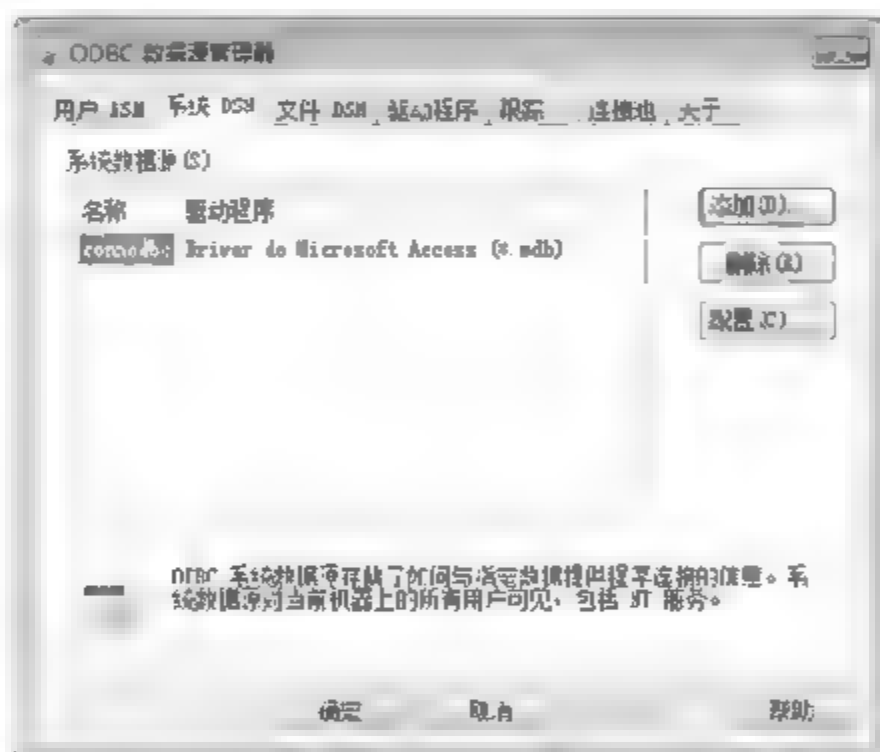 ODBC 数据源管理器
用户 DSN 系统 DSN 文件 DSN 驱动程序 跟踪 连接池 关于
系统数据源(S)
名称 驱动程序
添加(D)...
Driver do Microsoft Access (*.mdb)
删除(R)
配置(C)
ODBC 系统数据源存储了如何与指定数据提供程序连接的信息。系
统数据源对当前机器上的所有用户可见，包括 NT 服务。
确定 取消 帮助